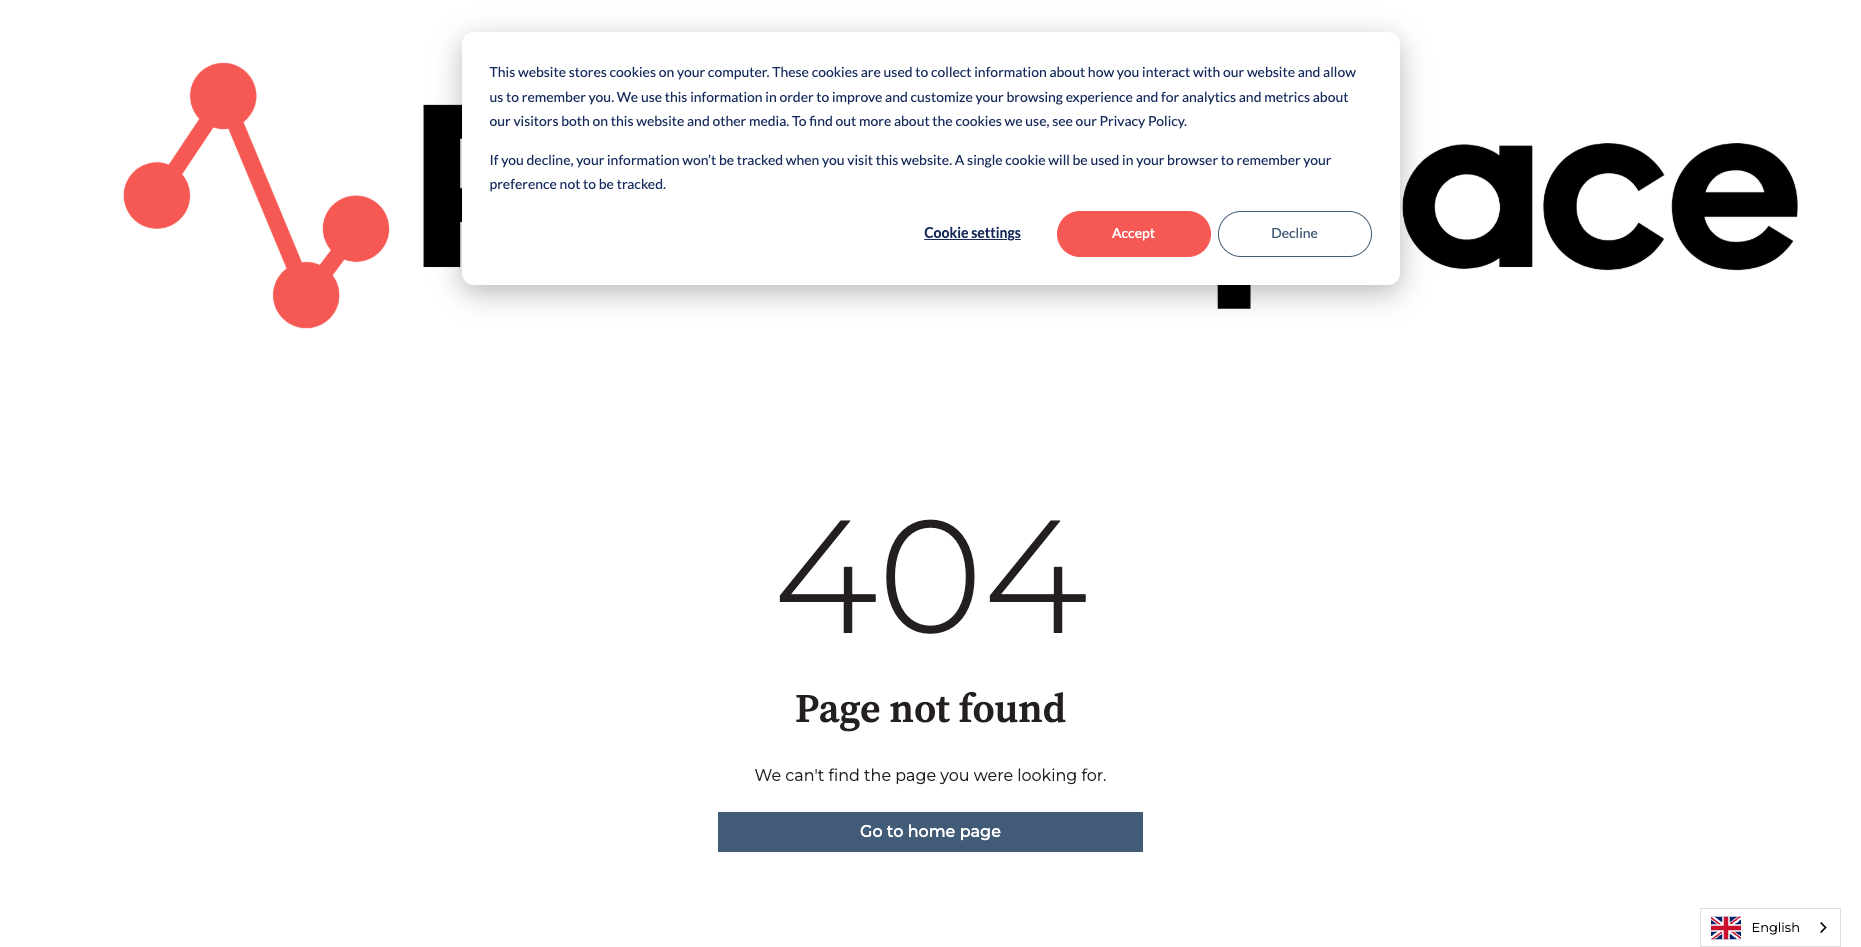 This website stores cookies on your computer. These cookies are used to collect information about how you interact with our website and allow
us to remember you. We use this information in order to improve and customize your browsing experience and for analytics and metrics about
our visitors both on this website and other media. To find out more about the cookies we use, see our Privacy Policy.
If you decline, your information won’t be tracked when you visit this website. A single cookie will be used in your browser to remember your
preference not to be tracked.
Cookie settings
Accept
Decline
ace
404
Page not found
We can't find the page you were looking for.
Go to home page
English